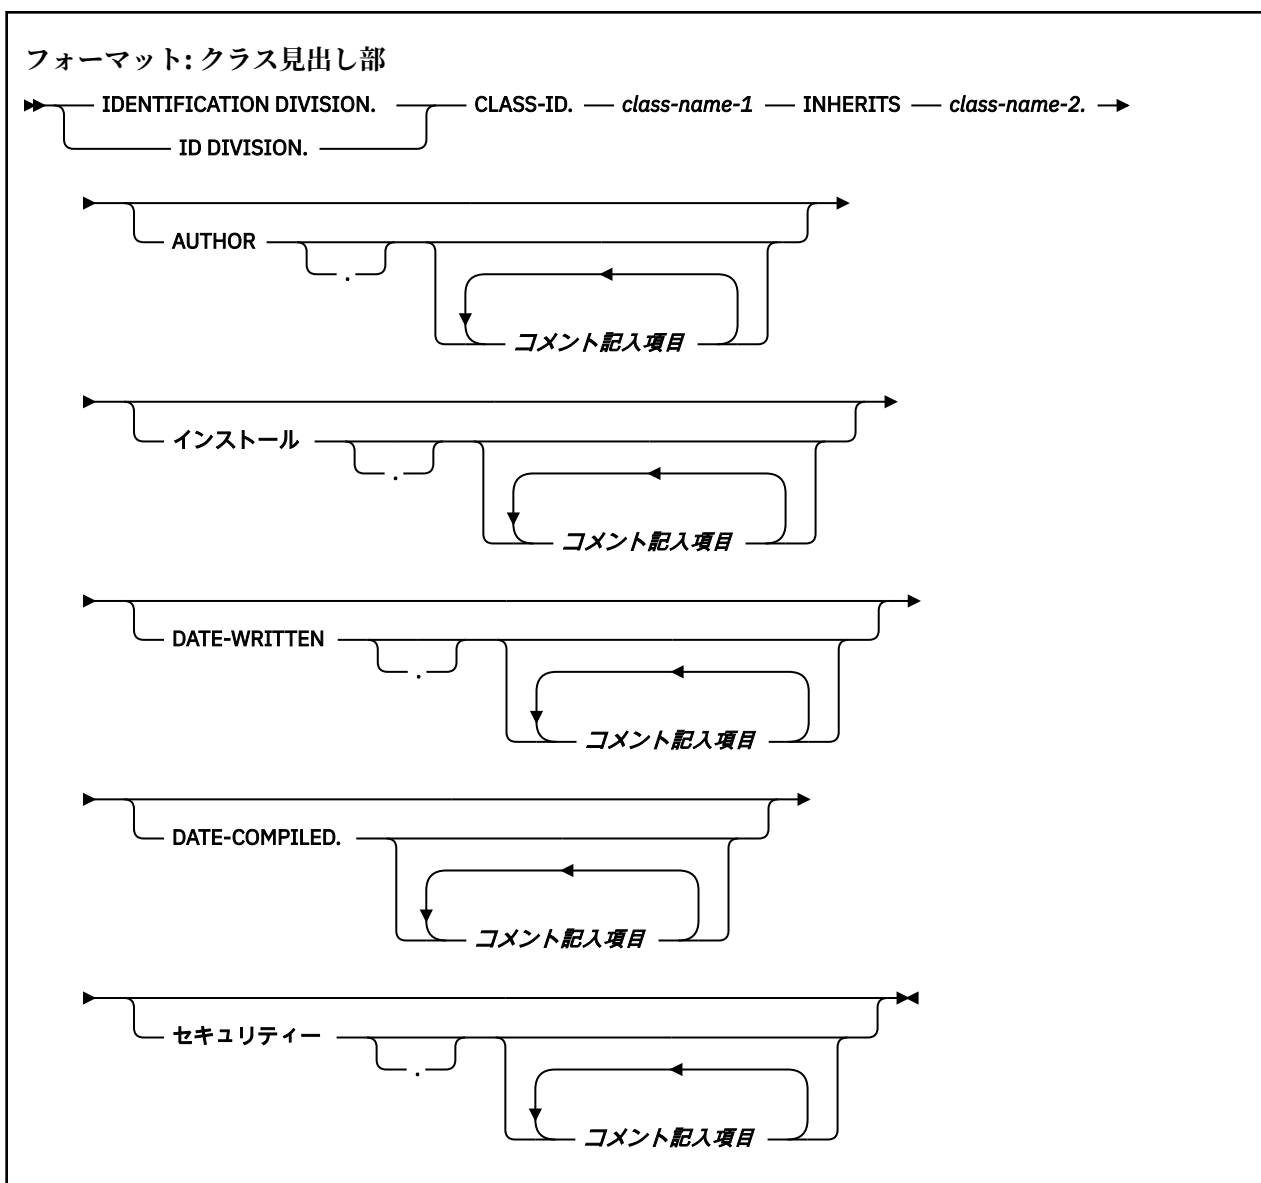 フォーマット: クラス見出し部
IDENTIFICATION DIVISION. CLASS-ID. class-name-1 INHERITS class-name-2.
ID DIVISION.
AUTHOR
.
コメント記入項目
インストール
.
コメント記入項目
DATE-WRITTEN
.
コメント記入項目
DATE-COMPILED.
コメント記入項目
セキュリティー
.
コメント記入項目